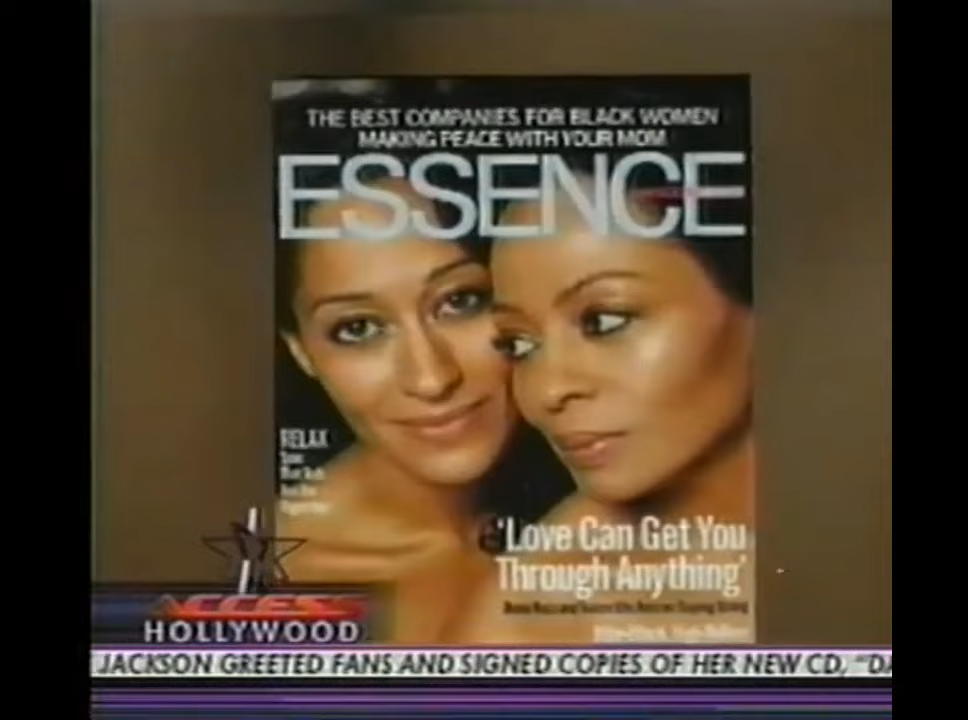 THE BEST COMPANIES FOR BLACK WOMEN
MAKING PEACE WITH YOUR MOM
ESSENCE
RELAX
'Love Can Get You
Through Anything'
ACCESS
HOLLYWOOD
JACKSON GREETED FANS AND SIGNED COPIES OF HER NEW CD, "DA